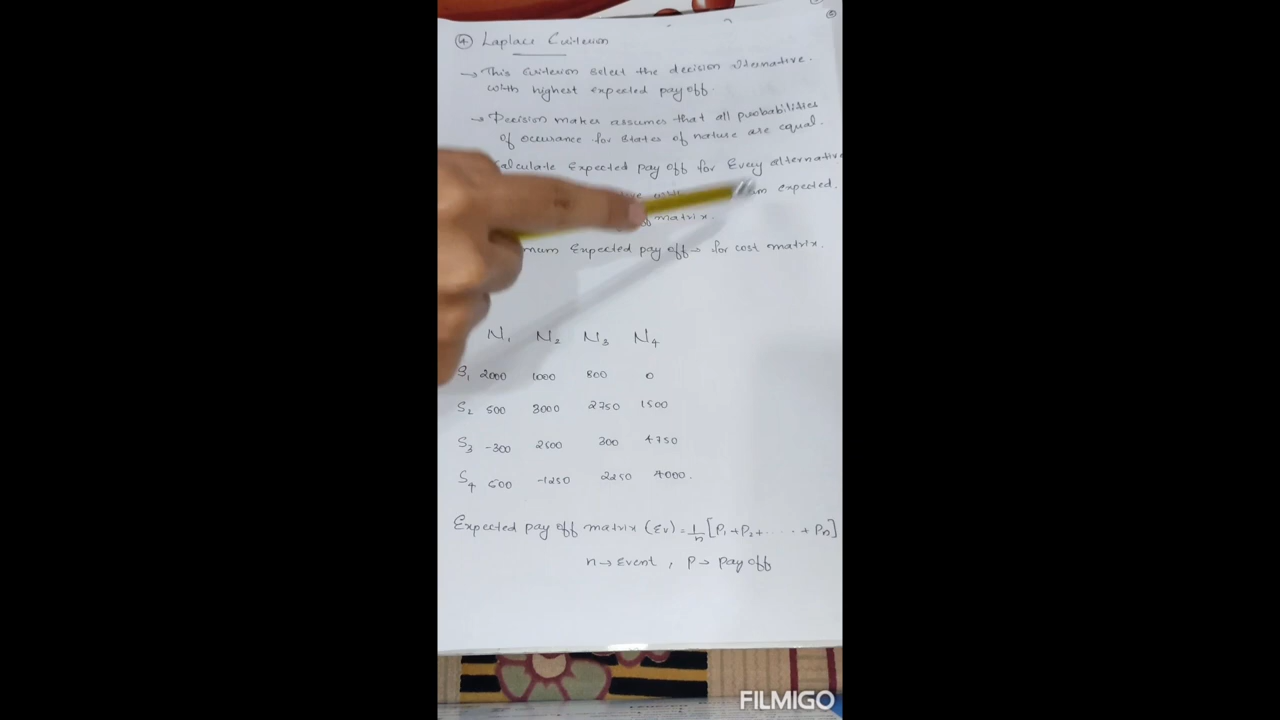 ④ Laplace Criterion
→ This criterion select the decision alternative
with highest expected pay off.
→ Decision makes assumes that all probabilities
of occurance for states of nature are equal.
Calculate Expected pay off for Every alternative
expected.
matrix.
mum Expected pay off → for cost matrix.
N₁ N₂ N₃ N₄
S₁ 2000 1000 800 0
S₂ 500 3000 2750 1500
S₃ -300 2500 300 4750
S₄ 500 -1250 2250 4000.
Expected pay off matrix (Ev) = 1/n [P₁+P₂+.....+ Pn]
n → Event, P → Pay off
FILMIGO